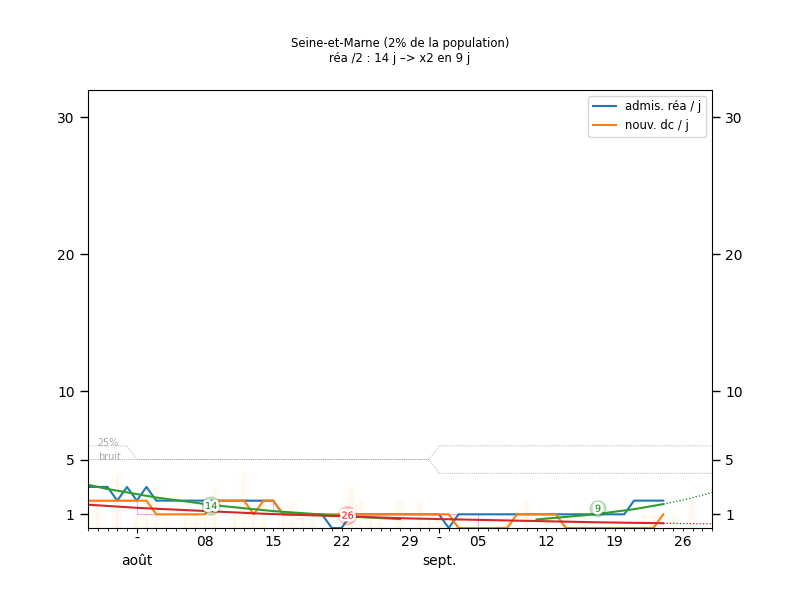 Seine-et-Marne (2% de la population)
réa /2 : 14 j –> x2 en 9 j
admis. réa / j
nouv. dc / j
30
30
20
20
10
10
25%
bruit
5
5
14
26
9
1
1
- 08 15 22 29 - 05 12 19 26
août sept.